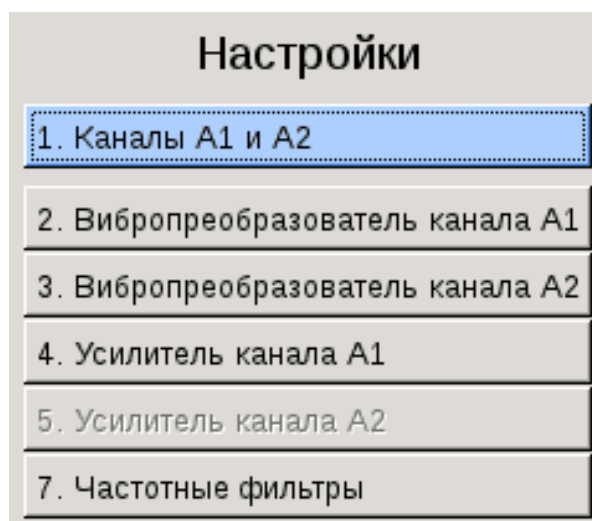 Настройки
1. Каналы А1 и А2
2. Вибропреобразователь канала А1
3. Вибропреобразователь канала А2
4. Усилитель канала А1
5. Усилитель канала А2
7. Частотные фильтры